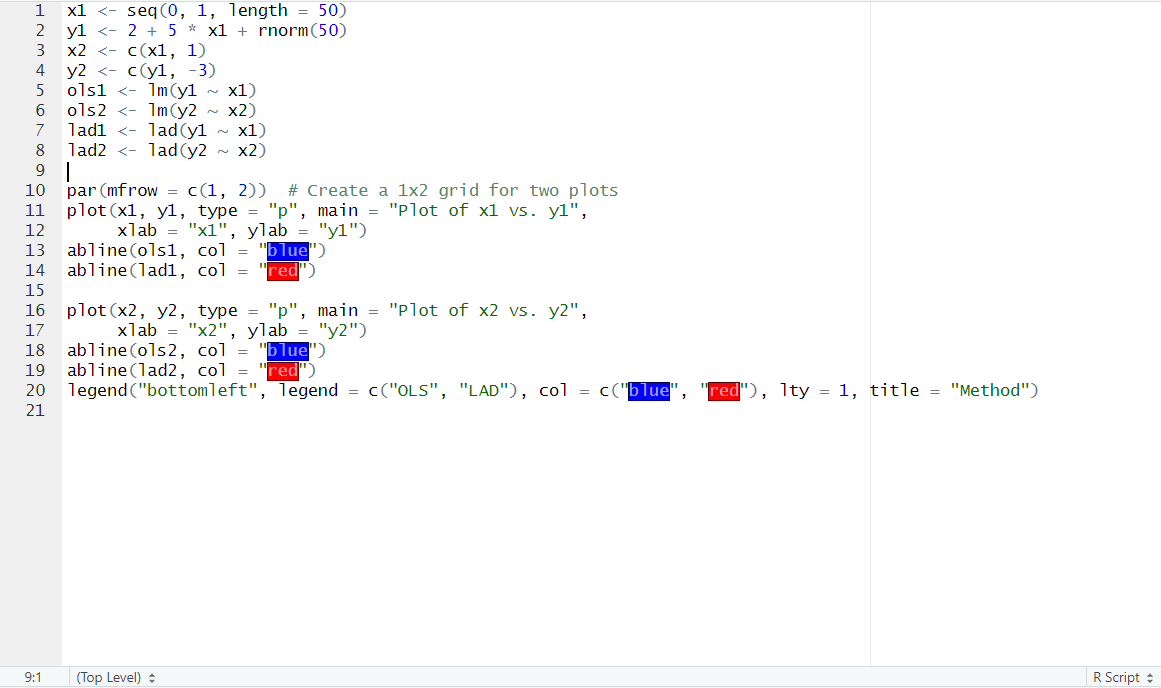 1 x1 <- seq(0, 1, length = 50)
2 y1 <- 2 + 5 * x1 + rnorm(50)
3 x2 <- c(x1, 1)
4 y2 <- c(y1, -3)
5 ols1 <- lm(y1 ~ x1)
6 ols2 <- lm(y2 ~ x2)
7 lad1 <- lad(y1 ~ x1)
8 lad2 <- lad(y2 ~ x2)
9
10 par(mfrow = c(1, 2))  # Create a 1x2 grid for two plots
11 plot(x1, y1, type = "p", main = "Plot of x1 vs. y1",
12      xlab = "x1", ylab = "y1")
13 abline(ols1, col = "blue")
14 abline(lad1, col = "red")
15
16 plot(x2, y2, type = "p", main = "Plot of x2 vs. y2",
17      xlab = "x2", ylab = "y2")
18 abline(ols2, col = "blue")
19 abline(lad2, col = "red")
20 legend("bottomleft", legend = c("OLS", "LAD"), col = c("blue", "red"), lty = 1, title = "Method")
21
9:1 (Top Level) R Script